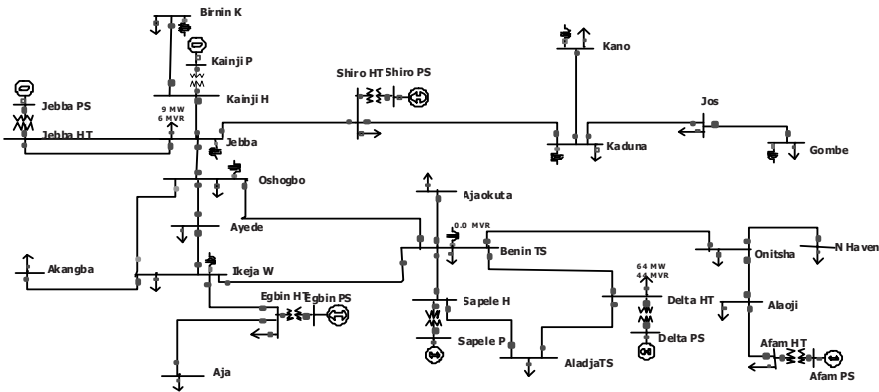 Birnin K
Kano
Kainji P
Shiro HT Shiro PS
Jebba PS
Kainji H
Jos
9 MW
6 MVR
Jebba HT
Jebba
Kaduna
Gombe
Oshogbo
Ajaokuta
Ayede
0.0 MVR
Akangba
Ikeja W
Benin TS
Onitsha
N Haven
64 MW
44 MVR
Egbin HT Egbin PS
Sapele H
Delta HT
Alaoji
Sapele P
Delta PS
Afam HT
Aja
AladjaTS
Afam PS